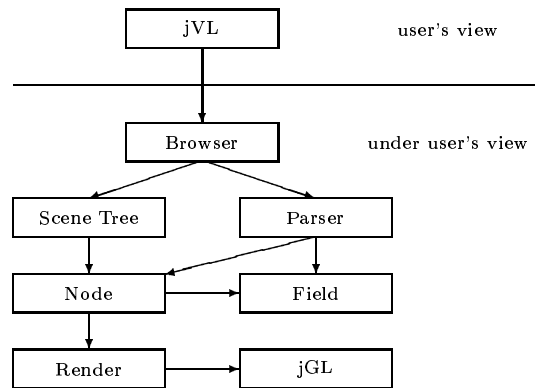 jVL
user's view
Browser
under user's view
Scene Tree
Parser
Node
Field
Render
jGL